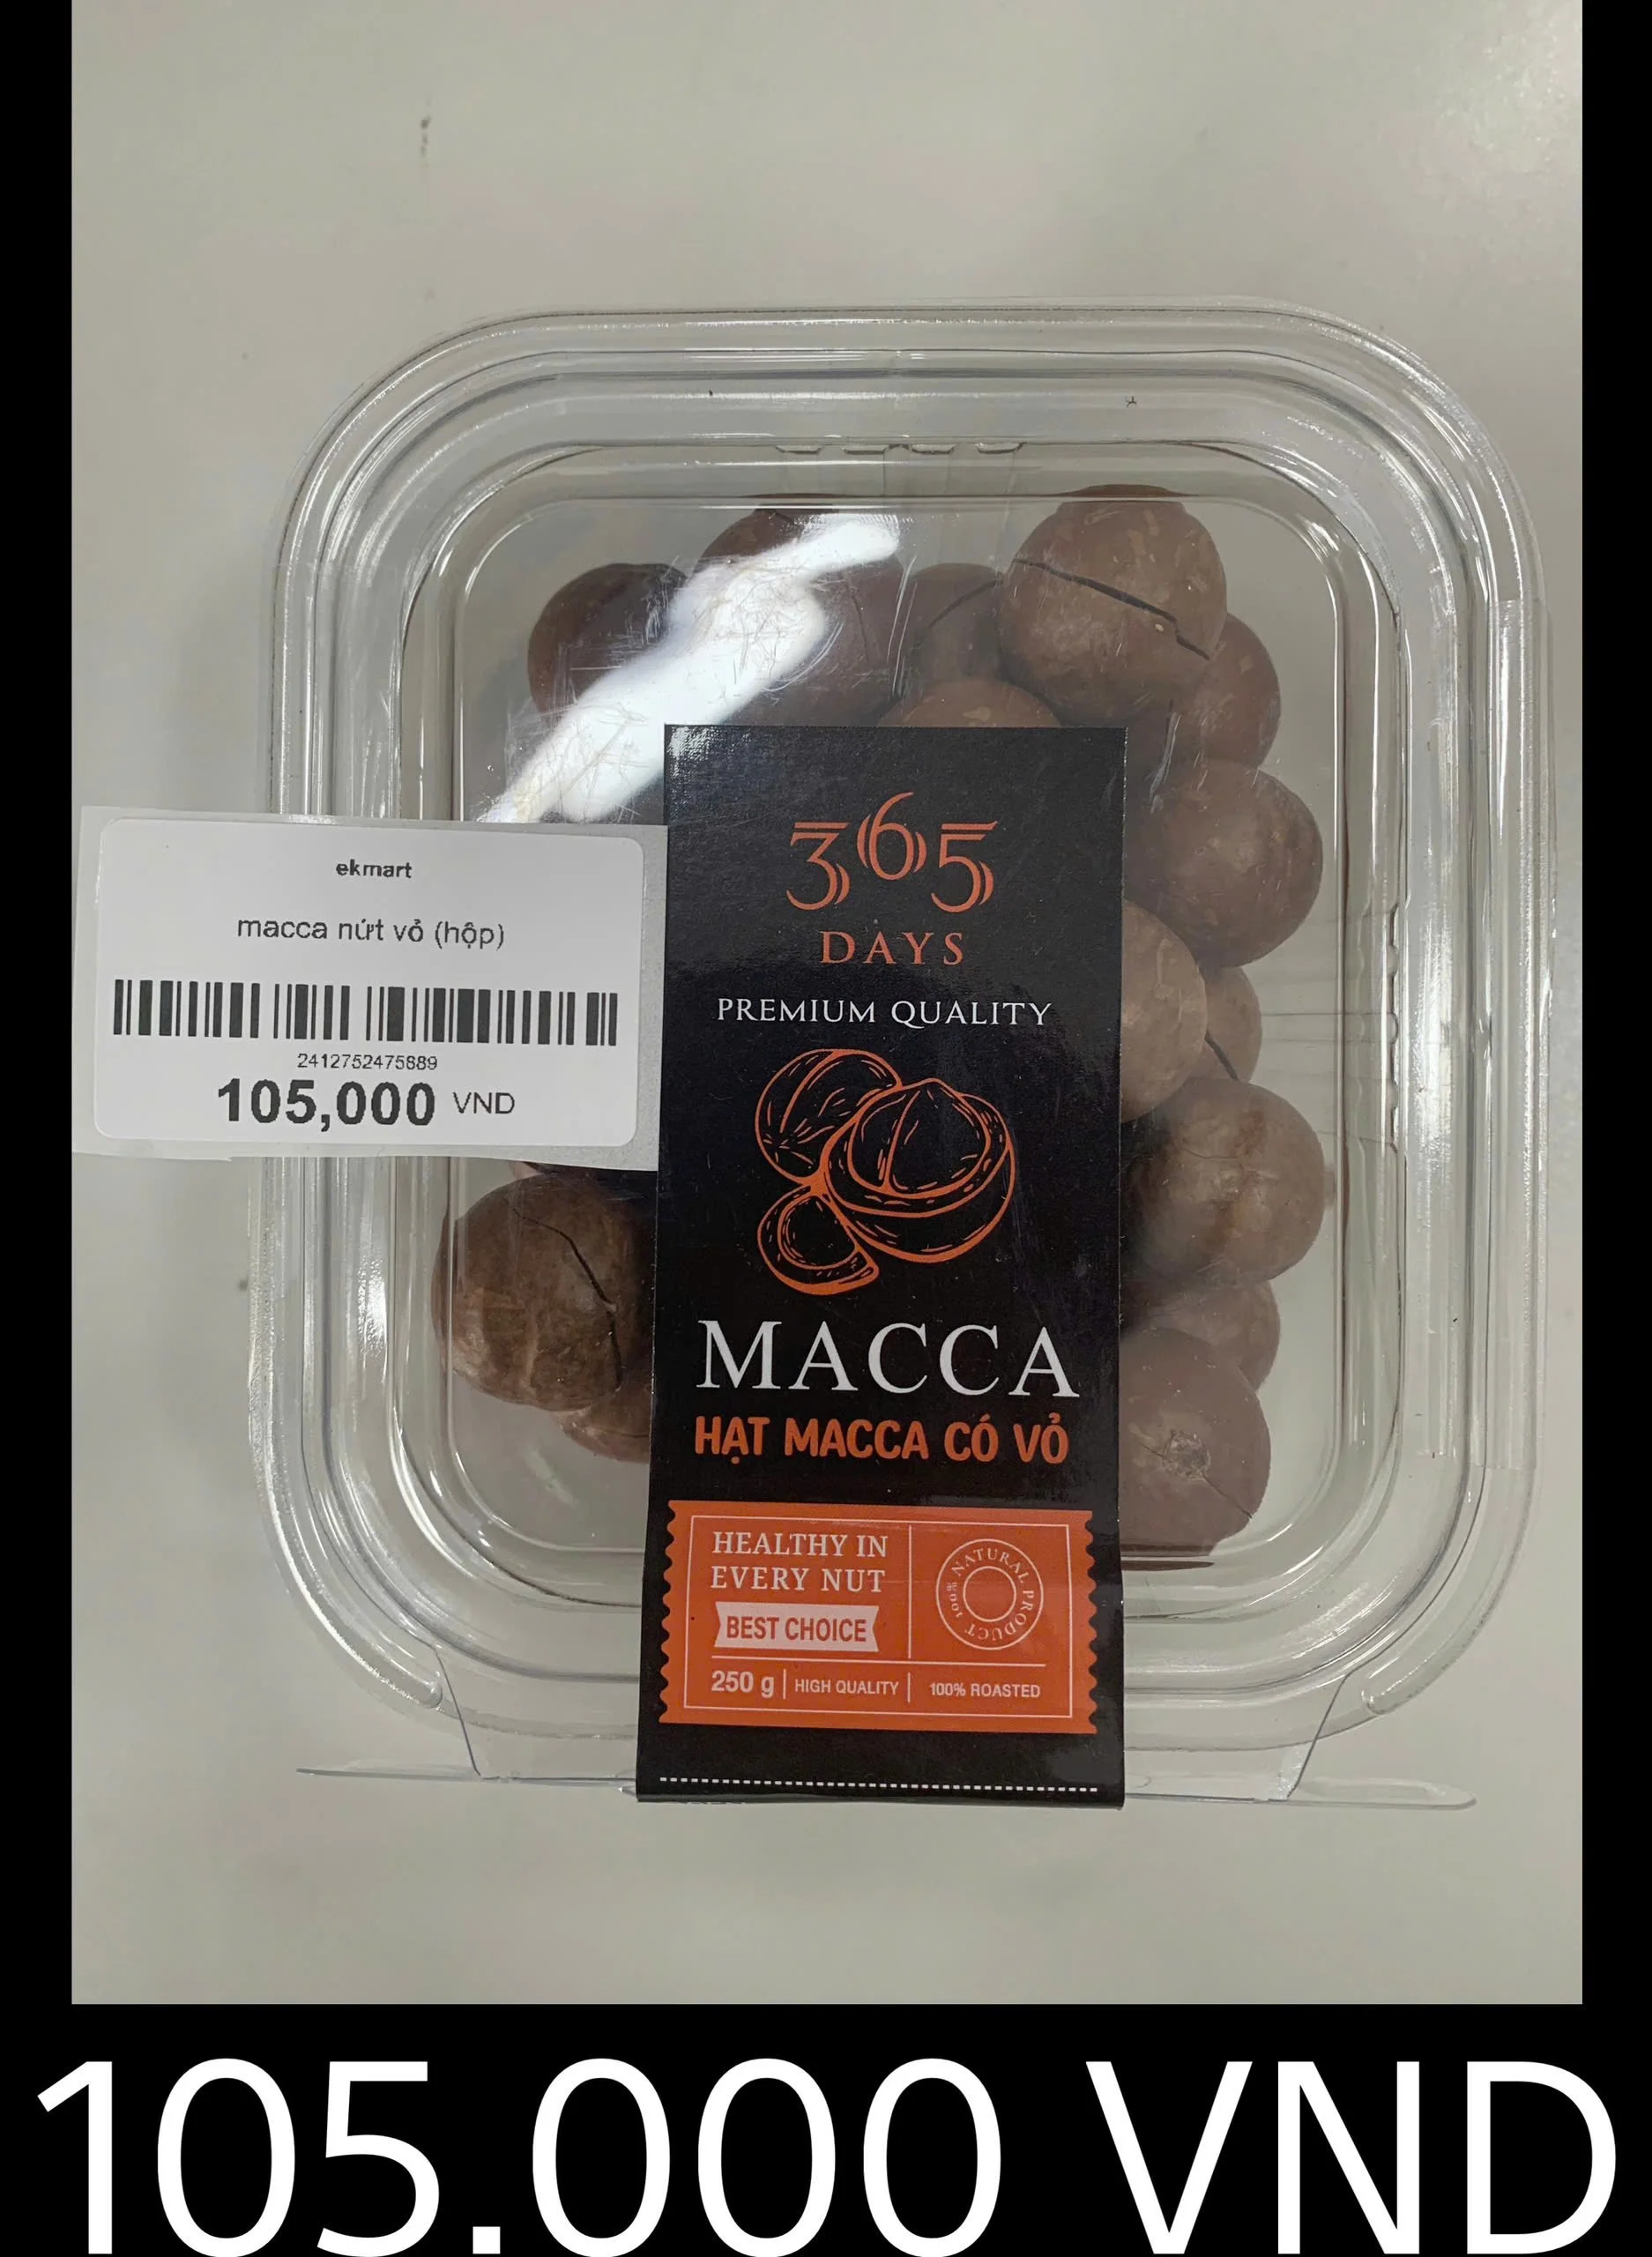 ekmart
macca nứt vỏ (hộp)
2412752475889
105,000 VND
365
DAYS
PREMIUM QUALITY
MACCA
HẠT MACCA CÓ VỎ
HEALTHY IN
EVERY NUT
BEST CHOICE
100% NATURAL PRODUCT
250 g | HIGH QUALITY | 100% ROASTED
105.000 VND